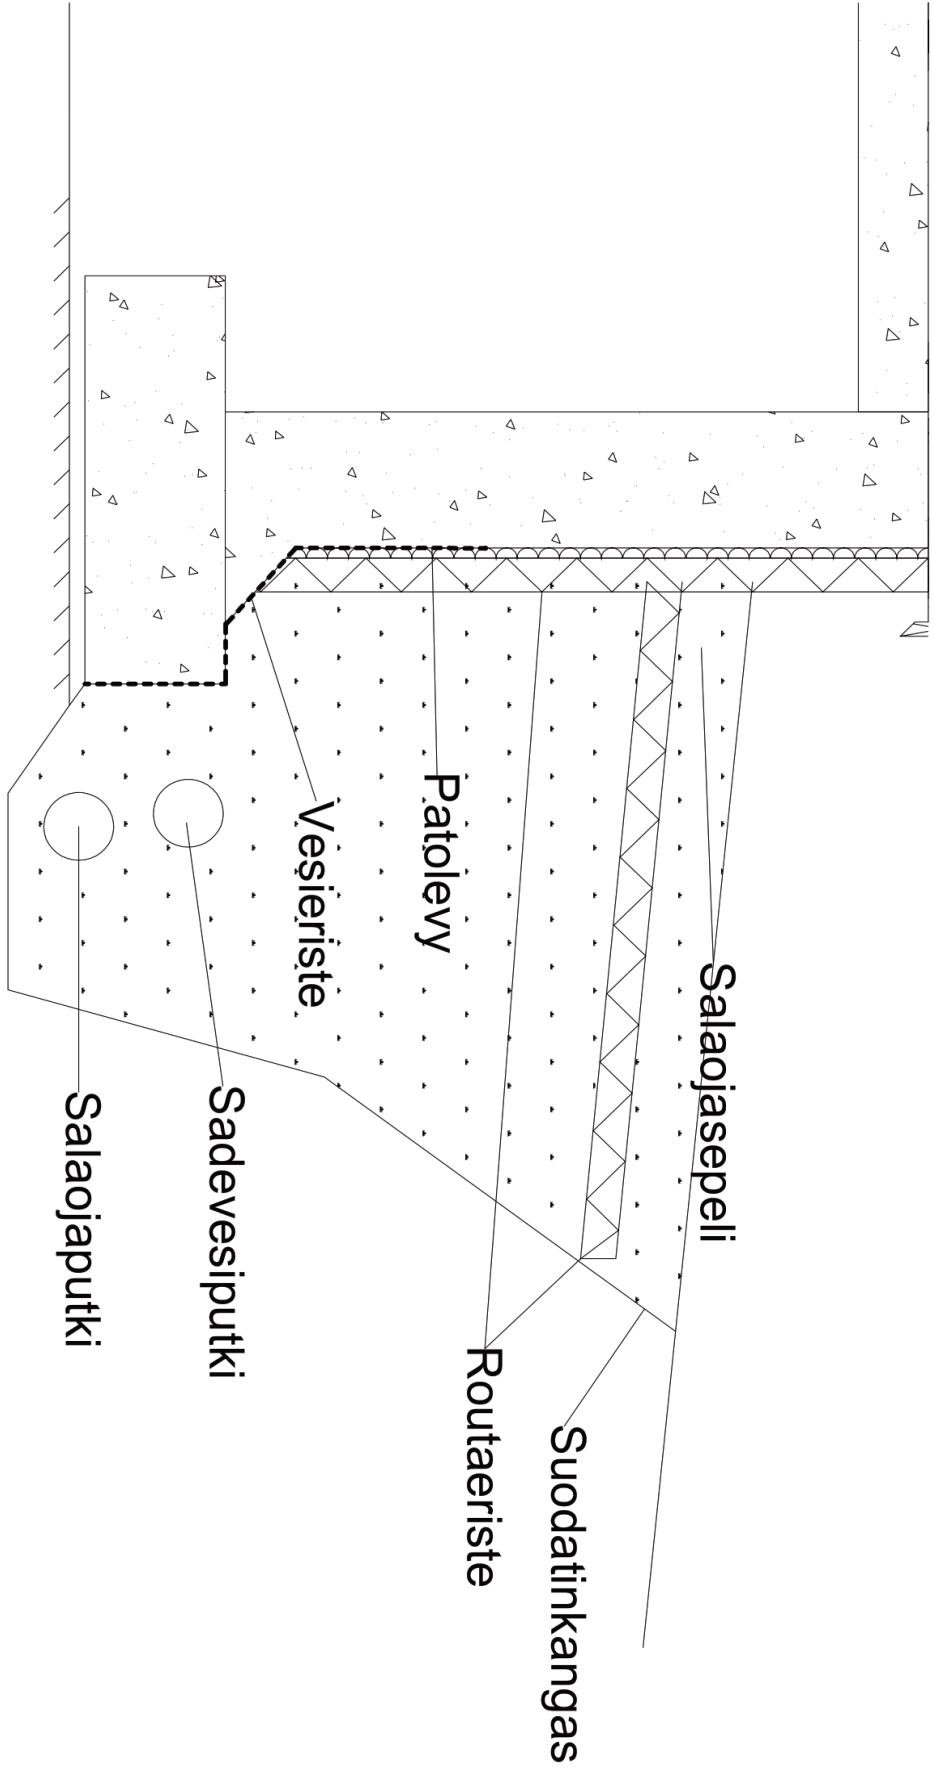 Salaojasepeli
Suodatinkangas
Routaeriste
Patolevy
Vesieriste
Sadevesiputki
Salaojaputki